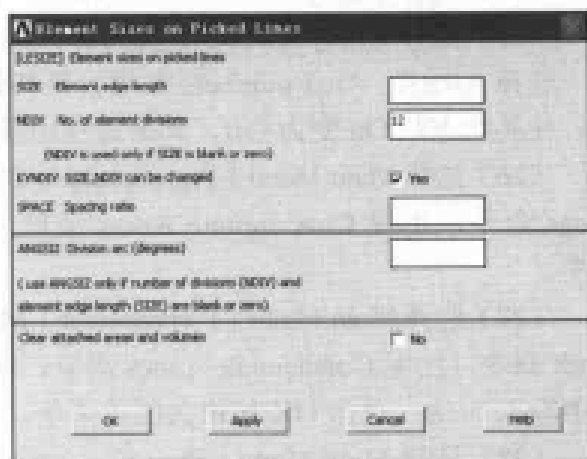 Element Sizes on Picked Lines
[LESIZE] Element sizes on picked lines
SIZE Element edge length
NDIV No. of element divisions 12
(NDIV is used only if SIZE is blank or zero)
KYNDIV SIZE,NDIV can be changed Yes
SPACE Spacing ratio
ANGSIZ Division arc (degrees)
( use ANGSIZ only if number of divisions (NDIV) and
element edge length (SIZE) are blank or zero)
Clear attached areas and volumes No
OK Apply Cancel Help